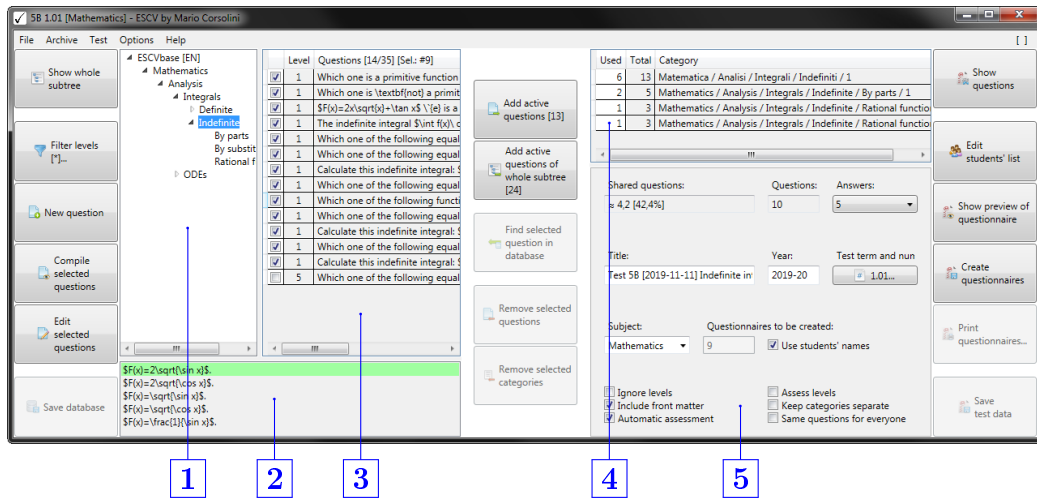 5B 1.01 [Mathematics] - ESCV by Mario Corsolini
File Archive Test Options Help [ ]
Show whole
subtree
Filter levels
[*]...
New question
Compile
selected
questions
Edit
selected
questions
Save database
ESCVbase [EN]
Mathematics
Analysis
Integrals
Definite
Indefinite
By parts
By substit
Rational f
ODEs
Level Questions [14/35] [Sel.: #9]
1 Which one is a primitive function
1 Which one is \textbf{not} a primit
1 $F(x)=2x\sqrt{x}+\tan x$ \`{e} is a
1 The indefinite integral $\int f(x)\ c
1 Which one of the following equal
1 Which one of the following equal
1 Calculate this indefinite integral: $
1 Which one of the following equal
1 Which one of the following functi
1 Which one of the following equal
1 Calculate this indefinite integral: $
1 Which one of the following equal
1 Calculate this indefinite integral: $
5 Which one of the following equal
$F(x)=2\sqrt{\sin x}$.
$F(x)=2\sqrt{\cos x}$.
$F(x)=\sqrt{\sin x}$.
$F(x)=\sqrt{\cos x}$.
$F(x)=\frac{1}{\sin x}$.
Add active
questions [13]
Add active
questions of
whole subtree
[24]
Find selected
question in
database
Remove selected
questions
Remove selected
categories
Used Total Category
6 13 Matematica / Analisi / Integrali / Indefiniti / 1
2 5 Mathematics / Analysis / Integrals / Indefinite / By parts / 1
1 3 Mathematics / Analysis / Integrals / Indefinite / Rational functio
1 3 Mathematics / Analysis / Integrals / Indefinite / Rational functio
Shared questions: Questions: Answers:
≈ 4,2 [42,4%] 10 5
Title: Year: Test term and nun
Test 5B [2019-11-11] Indefinite in 2019-20 # 1.01...
Subject: Questionnaires to be created:
Mathematics 9 Use students' names
Ignore levels Assess levels
Include front matter Keep categories separate
Automatic assessment Same questions for everyone
Show
questions
Edit
students' list
Show preview of
questionnaire
Create
questionnaires
Print
questionnaires...
Save
test data
1 2 3 4 5